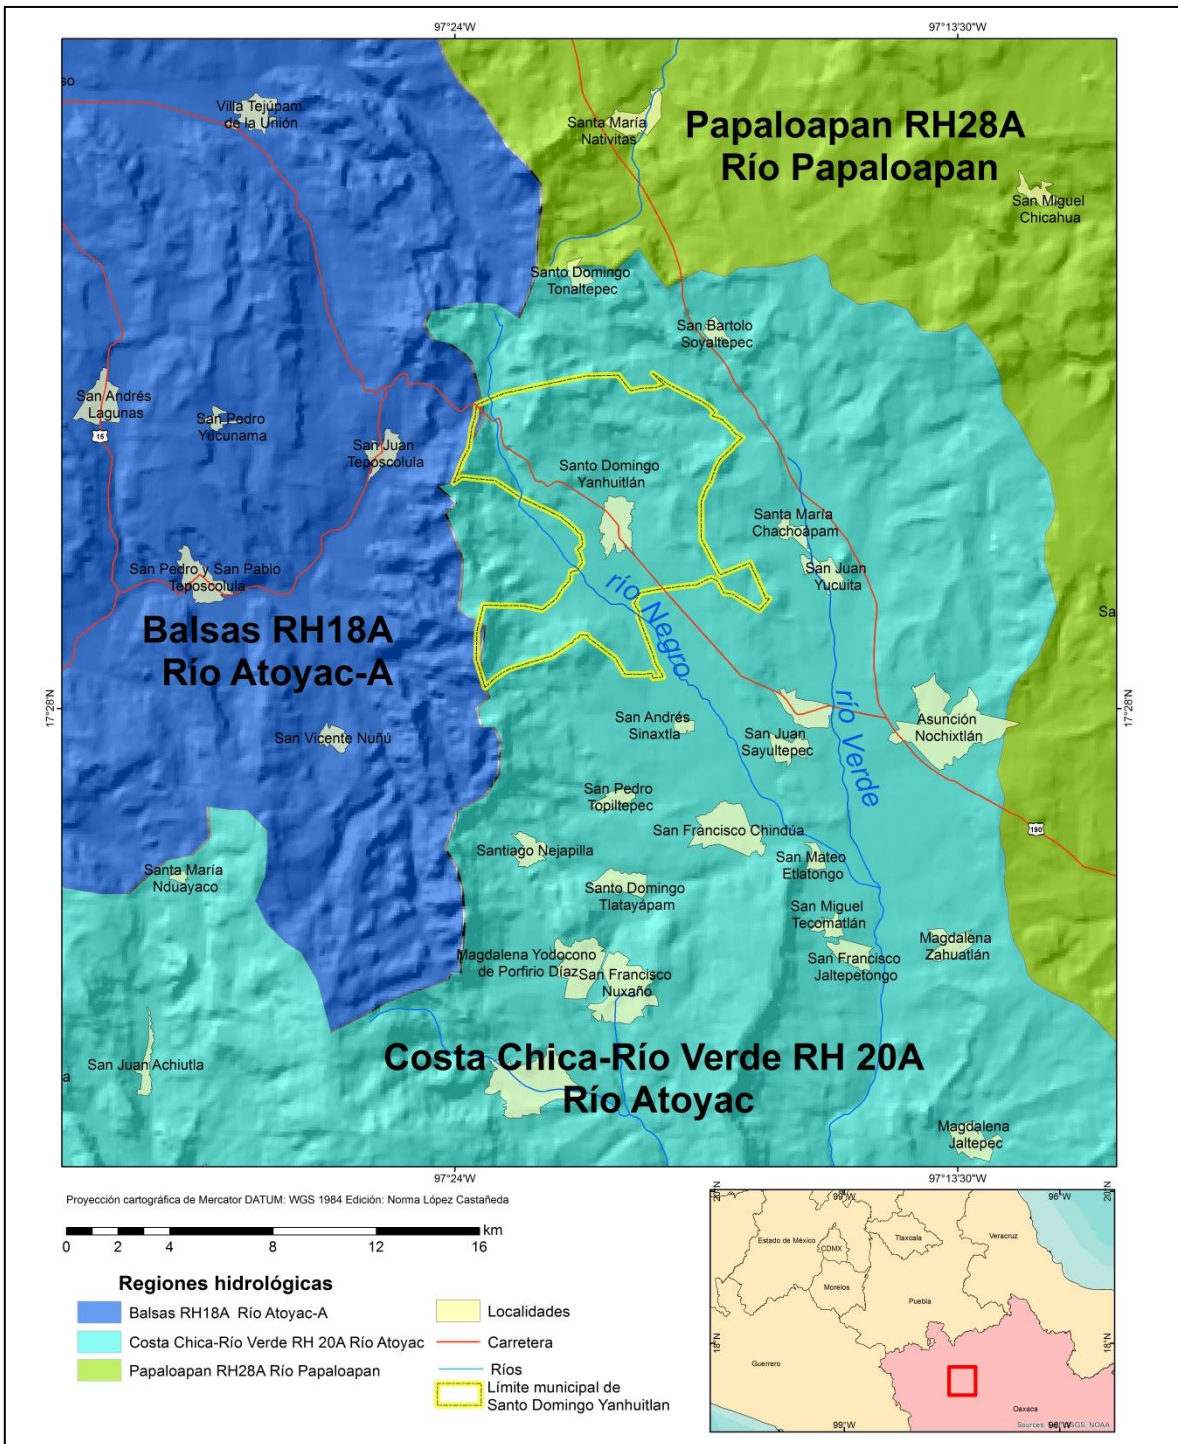 97°24'W
97°13'30"W
so
Villa Tejúpam
de la Unión
Santa María
Nativitas
Papaloapan RH28A
Río Papaloapan
San Miguel
Chicahua
Santo Domingo
Tonaltepec
San Bartolo
Soyaltepec
San Andrés
Lagunas
15
San Pedro
Yucunama
San Juan
Teposcolula
Santo Domingo
Yanhuitlán
Santa María
Chachoápam
San Juan
Yucuita
San Pedro y San Pablo
Teposcolula
río Negro
Sa
Balsas RH18A
Río Atoyac-A
17°28'N
17°28'N
río Verde
San Andrés
Sinaxtla
San Juan
Sayultepec
Asunción
Nochixtlán
San Vicente Nuñú
San Pedro
Topiltepec
San Francisco Chindúa
190
Santiago Nejapilla
San Mateo
Etlatongo
Santa María
Nduayaco
Santo Domingo
Tlatayápam
San Miguel
Tecomatlán
Magdalena
Zahuatlán
Magdalena Yodocono
de Porfirio Díaz
San Francisco
Nuxaño
San Francisco
Jaltepetongo
Costa Chica-Río Verde RH 20A
Río Atoyac
San Juan Achiutla
a
Magdalena
Jaltepec
97°24'W
97°13'30"W
Proyección cartográfica de Mercator DATUM: WGS 1984 Edición: Norma López Castañeda
km
0 2 4 8 12 16
Regiones hidrológicas
Balsas RH18A Río Atoyac-A
Costa Chica-Río Verde RH 20A Río Atoyac
Papaloapan RH28A Río Papaloapan
Localidades
Carretera
Ríos
Límite municipal de
Santo Domingo Yanhuitlan
20°N
99°W
96°W
20°N
Estado de México
CDMX
Tlaxcala
Veracruz
Morelos
Puebla
18°N
18°N
Guerrero
Oaxaca
99°W
96°W
Sources: USGS, NOAA